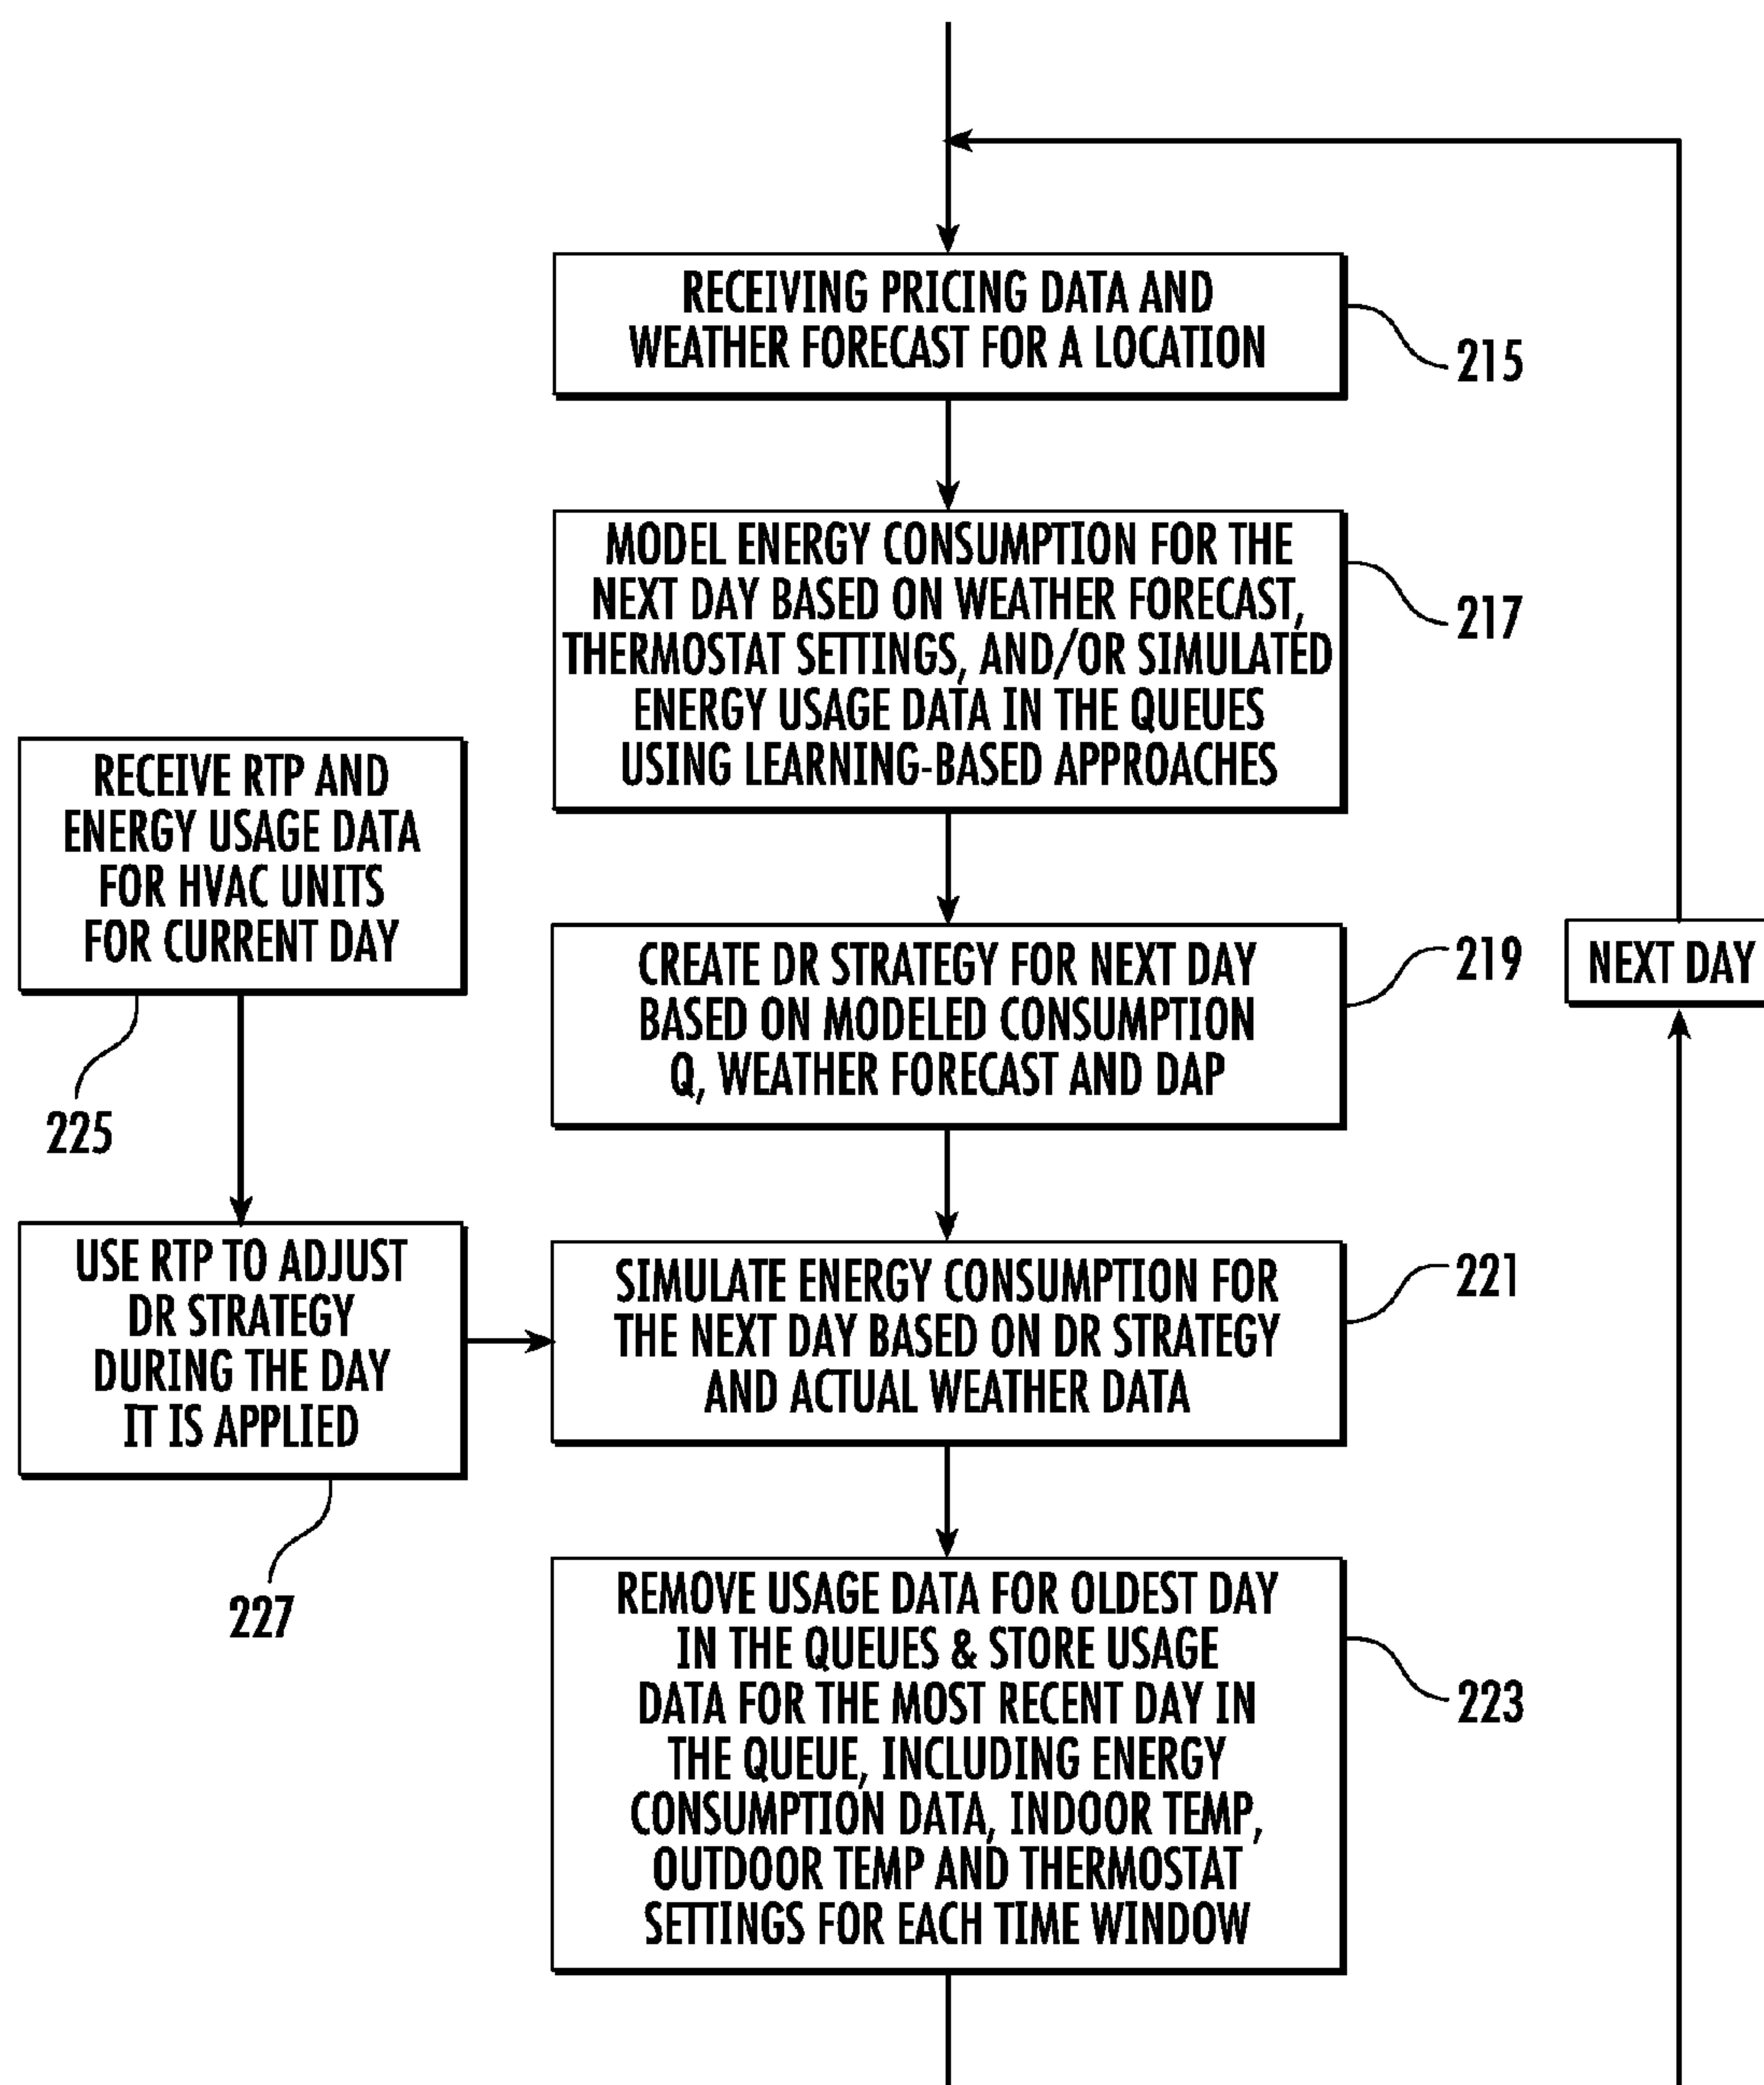 RECEIVING PRICING DATA AND
WEATHER FORECAST FOR A LOCATION
215
MODEL ENERGY CONSUMPTION FOR THE
NEXT DAY BASED ON WEATHER FORECAST,
THERMOSTAT SETTINGS, AND/OR SIMULATED
ENERGY USAGE DATA IN THE QUEUES
USING LEARNING-BASED APPROACHES
217
RECEIVE RTP AND
ENERGY USAGE DATA
FOR HVAC UNITS
FOR CURRENT DAY
225
CREATE DR STRATEGY FOR NEXT DAY
BASED ON MODELED CONSUMPTION
Q, WEATHER FORECAST AND DAP
219
NEXT DAY
USE RTP TO ADJUST
DR STRATEGY
DURING THE DAY
IT IS APPLIED
227
SIMULATE ENERGY CONSUMPTION FOR
THE NEXT DAY BASED ON DR STRATEGY
AND ACTUAL WEATHER DATA
221
REMOVE USAGE DATA FOR OLDEST DAY
IN THE QUEUES & STORE USAGE
DATA FOR THE MOST RECENT DAY IN
THE QUEUE, INCLUDING ENERGY
CONSUMPTION DATA, INDOOR TEMP,
OUTDOOR TEMP AND THERMOSTAT
SETTINGS FOR EACH TIME WINDOW
223